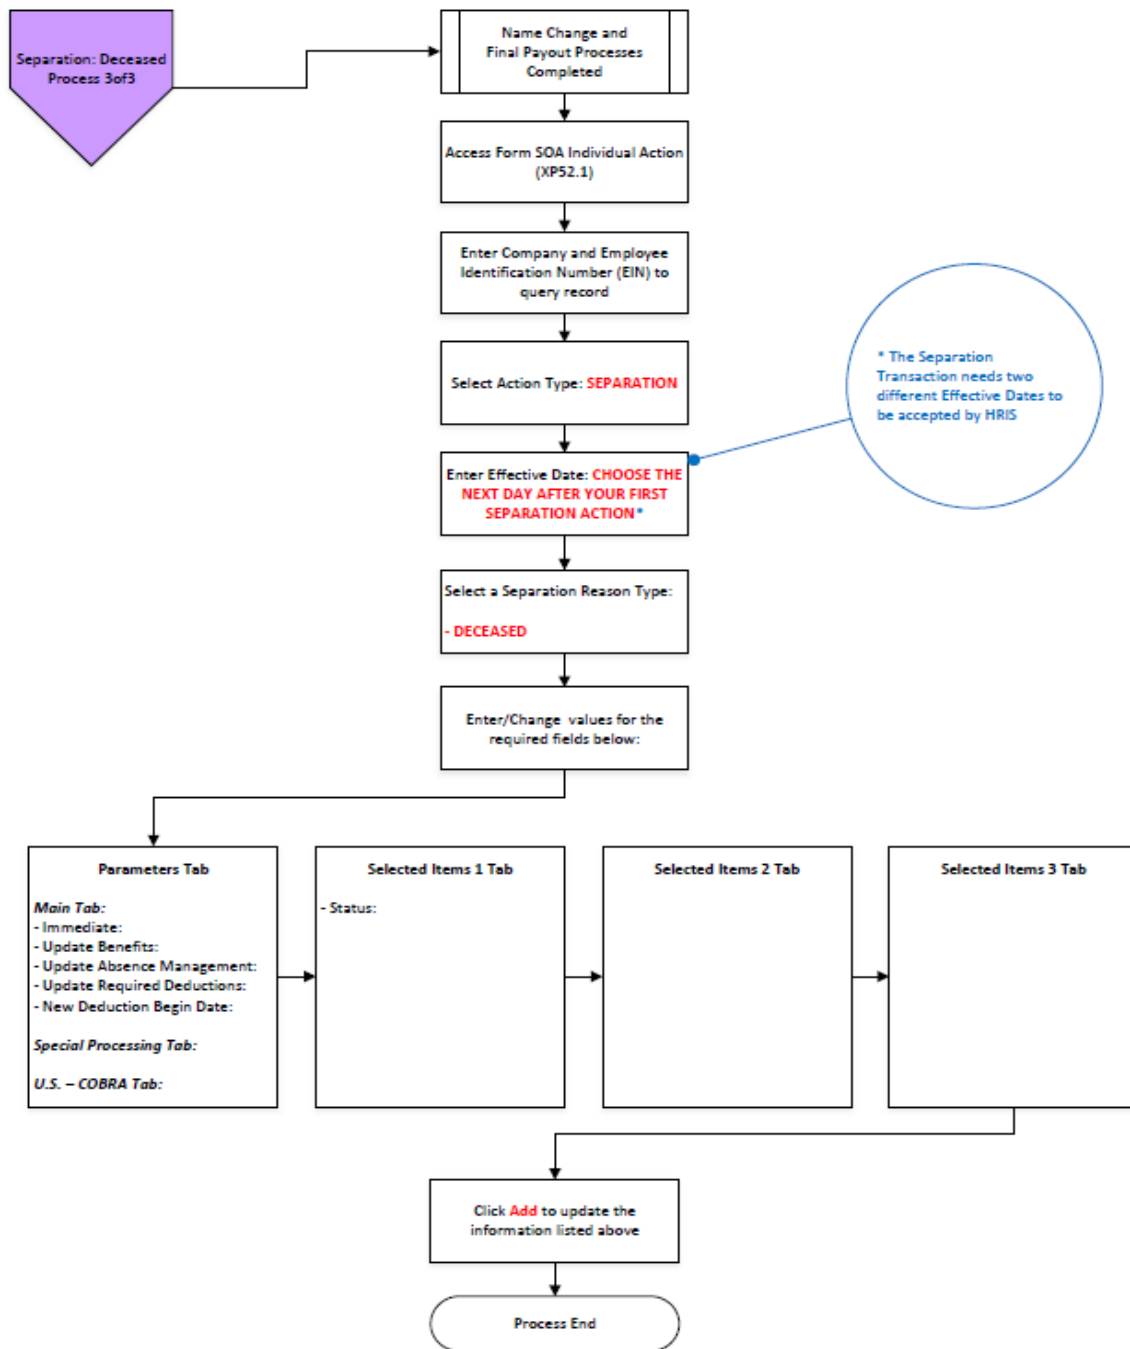 Separation: Deceased
Process 3of3
Name Change and
Final Payout Processes
Completed
Access Form SOA Individual Action
(XP52.1)
Enter Company and Employee
Identification Number (EIN) to
query record
Select Action Type: SEPARATION
* The Separation
Transaction needs two
different Effective Dates to
be accepted by HRIS
Enter Effective Date: CHOOSE THE
NEXT DAY AFTER YOUR FIRST
SEPARATION ACTION*
Select a Separation Reason Type:
- DECEASED
Enter/Change values for the
required fields below:
Parameters Tab
Main Tab:
- Immediate:
- Update Benefits:
- Update Absence Management:
- Update Required Deductions:
- New Deduction Begin Date:
Special Processing Tab:
U.S. – COBRA Tab:
Selected Items 1 Tab
- Status:
Selected Items 2 Tab
Selected Items 3 Tab
Click Add to update the
information listed above
Process End